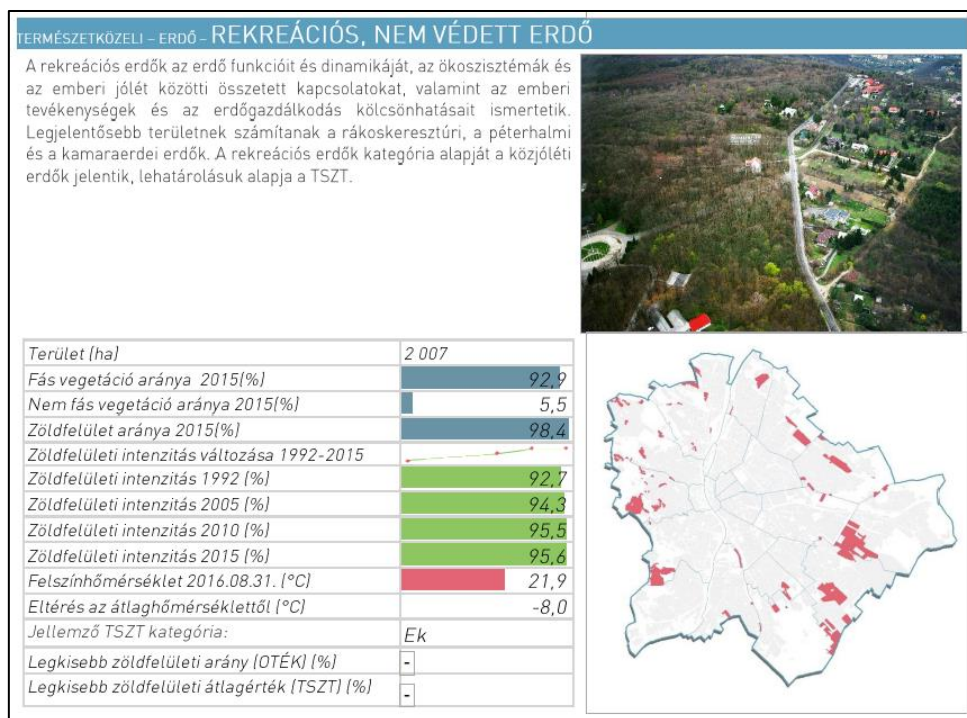 TERMÉSZETKÖZELI – ERDŐ – REKREÁCIÓS, NEM VÉDETT ERDŐ
A rekreációs erdők az erdő funkcióit és dinamikáját, az ökoszisztémák és
az emberi jólét közötti összetett kapcsolatokat, valamint az emberi
tevékenységek és az erdőgazdálkodás kölcsönhatásait ismertetik.
Legjelentősebb területnek számítanak a rákoskeresztúri, a péterhalmi
és a kamaraerdei erdők. A rekreációs erdők kategória alapját a közjóléti
erdők jelentik, lehatárolásuk alapja a TSZT.
Terület (ha) 2 007
Fás vegetáció aránya 2015(%) 92,9
Nem fás vegetáció aránya 2015(%) 5,5
Zöldfelület aránya 2015(%) 98,4
Zöldfelületi intenzitás változása 1992-2015
Zöldfelületi intenzitás 1992 (%) 92,7
Zöldfelületi intenzitás 2005 (%) 94,3
Zöldfelületi intenzitás 2010 (%) 95,5
Zöldfelületi intenzitás 2015 (%) 95,6
Felszínhőmérséklet 2016.08.31. (°C) 21,9
Eltérés az átlaghőmérséklettől (°C) -8,0
Jellemző TSZT kategória: Ek
Legkisebb zöldfelületi arány (OTÉK) (%) -
Legkisebb zöldfelületi átlagérték (TSZT) (%) -